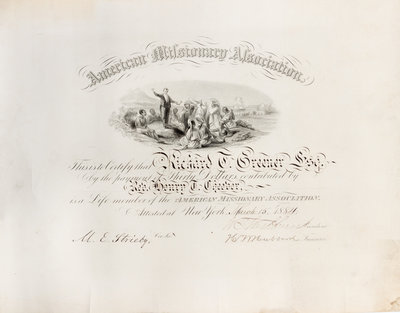 American Missionary Association
This is to Certify that Richard T. Greener Esq.
by the payment of Thirty Dollars contributed by
Rev. Henry T. Cheever,
is a Life member of the AMERICAN MISSIONARY ASSOCIATION.
Attested at New York, March 15, 1884
M. E. Strieby, H. W. Hubbard